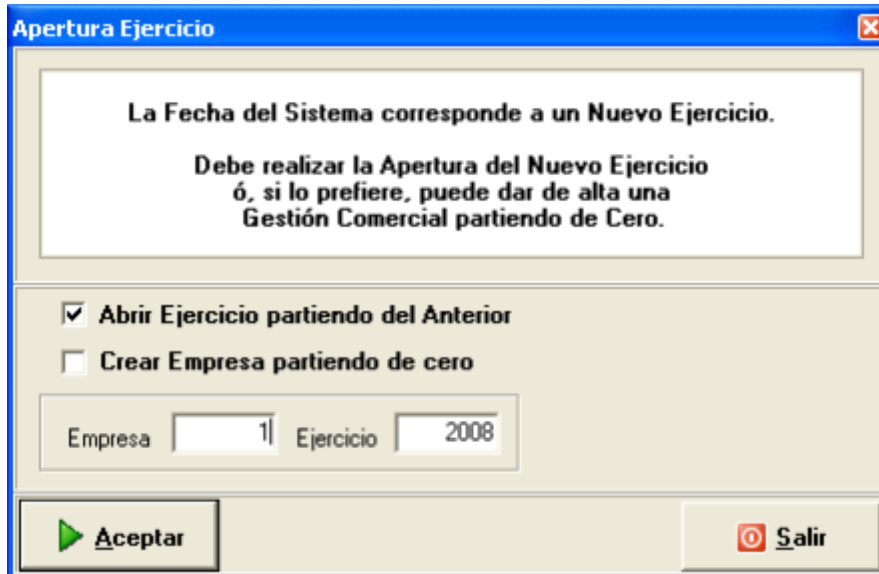 Apertura Ejercicio
La Fecha del Sistema corresponde a un Nuevo Ejercicio.
Debe realizar la Apertura del Nuevo Ejercicio
ó, si lo prefiere, puede dar de alta una
Gestión Comercial partiendo de Cero.
Abrir Ejercicio partiendo del Anterior
Crear Empresa partiendo de cero
Empresa 1 Ejercicio 2008
Aceptar Salir